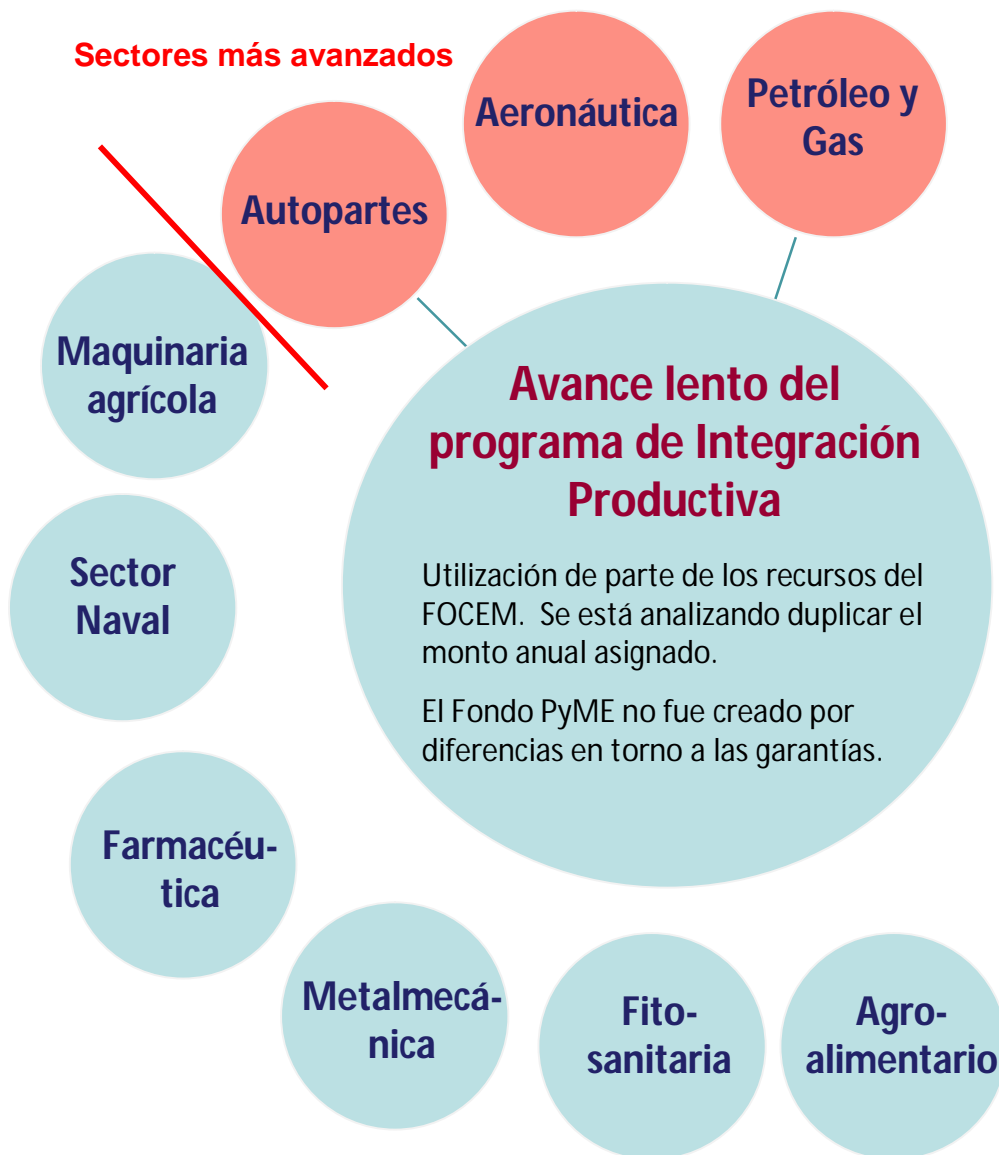 Sectores más avanzados
Aeronáutica
Petróleo y
Gas
Autopartes
Maquinaria
agrícola
Avance lento del
programa de Integración
Productiva
Utilización de parte de los recursos del
FOCEM. Se está analizando duplicar el
monto anual asignado.
El Fondo PyME no fue creado por
diferencias en torno a las garantías.
Sector
Naval
Farmacéu-
tica
Metalmecá-
nica
Fito-
sanitaria
Agro-
alimentario